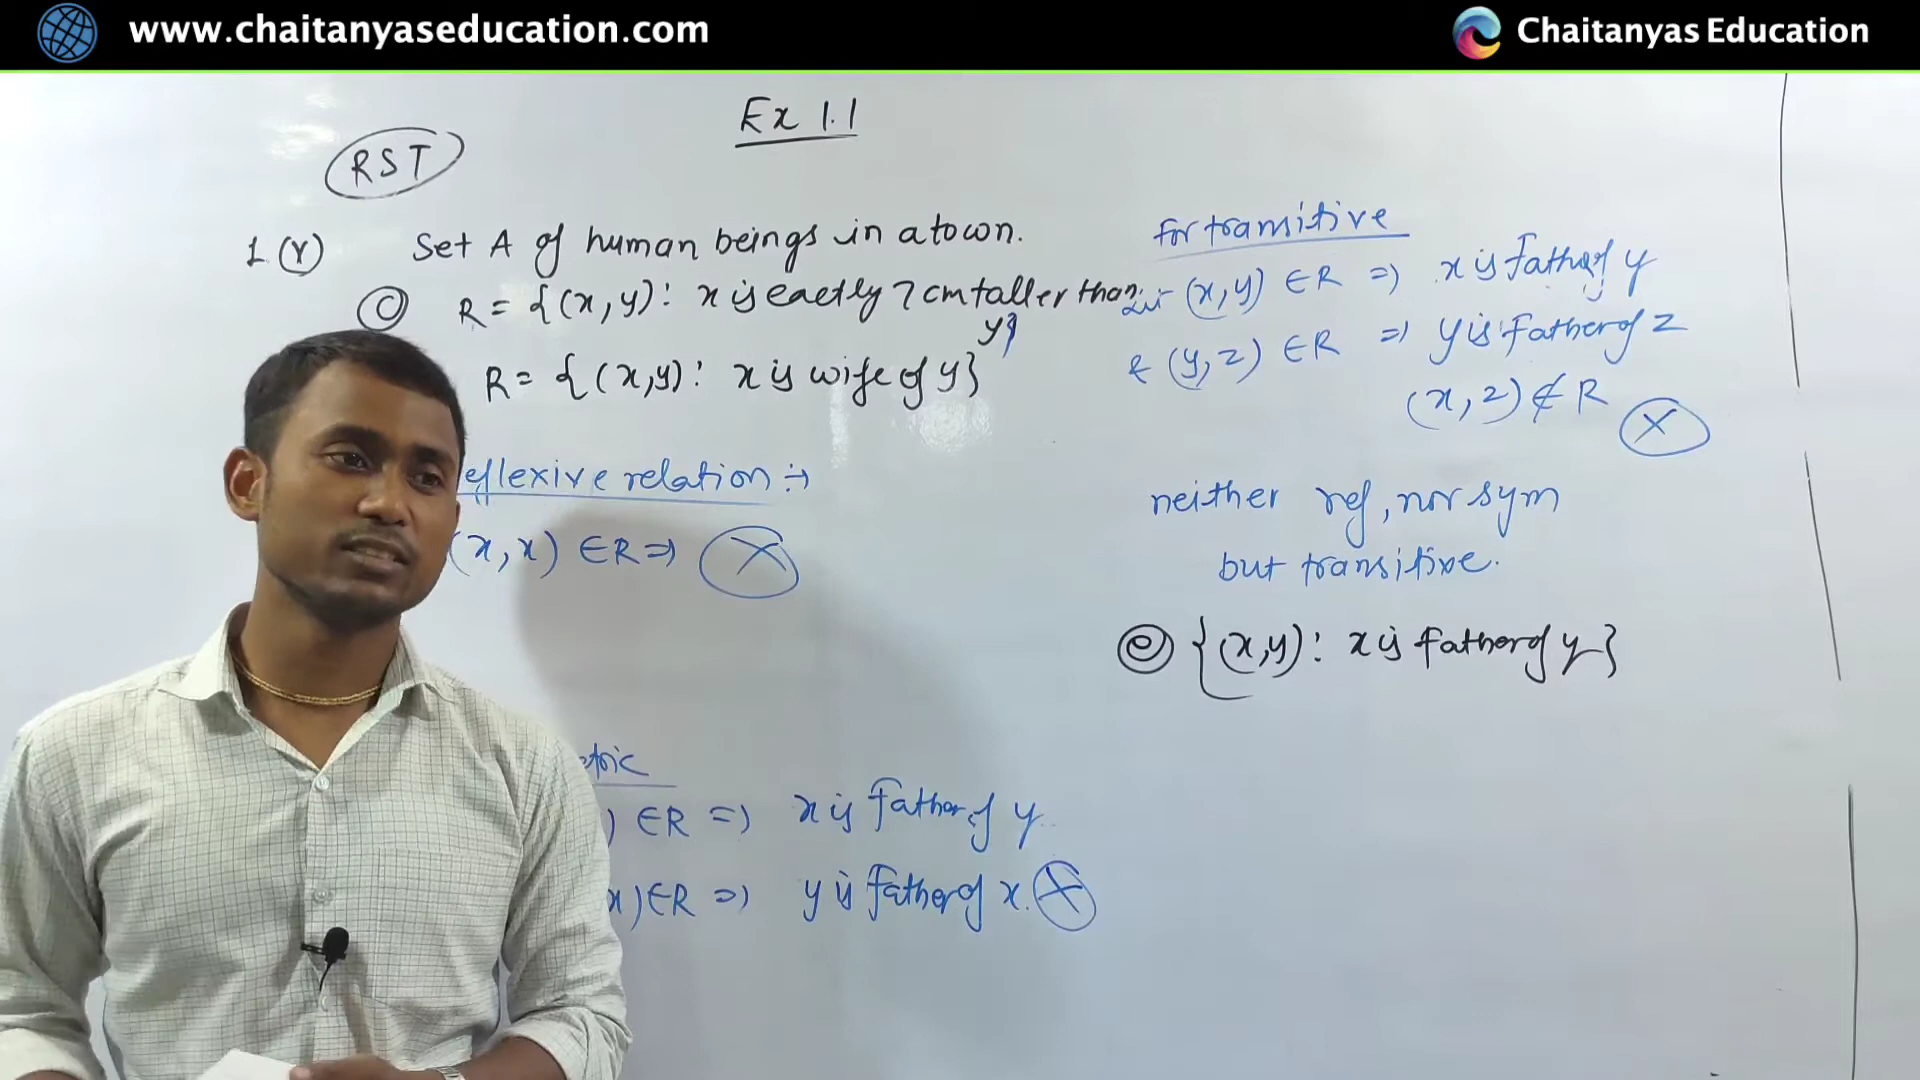 www.chaitanyaseducation.com
Chaitanyas Education
Ex 1.1
RST
1. (V) Set A of human beings in a town.
(c) R = {(x, y): x is eactly 7 cm taller than
y}
R = {(x,y): x is wife of y}
eflexive relation :→
(x, x) ∈ R ⇒ X
etric
) ∈ R ⇒ x is father of y
x) ∈ R ⇒ y is father of x. X
for transitive
(x, y) ∈ R ⇒ x is father of y
& (y, z) ∈ R ⇒ y is father of z
(x, z) ∉ R X
neither ref, nor sym
but transitive.
(e) {(x,y): x is father of y}